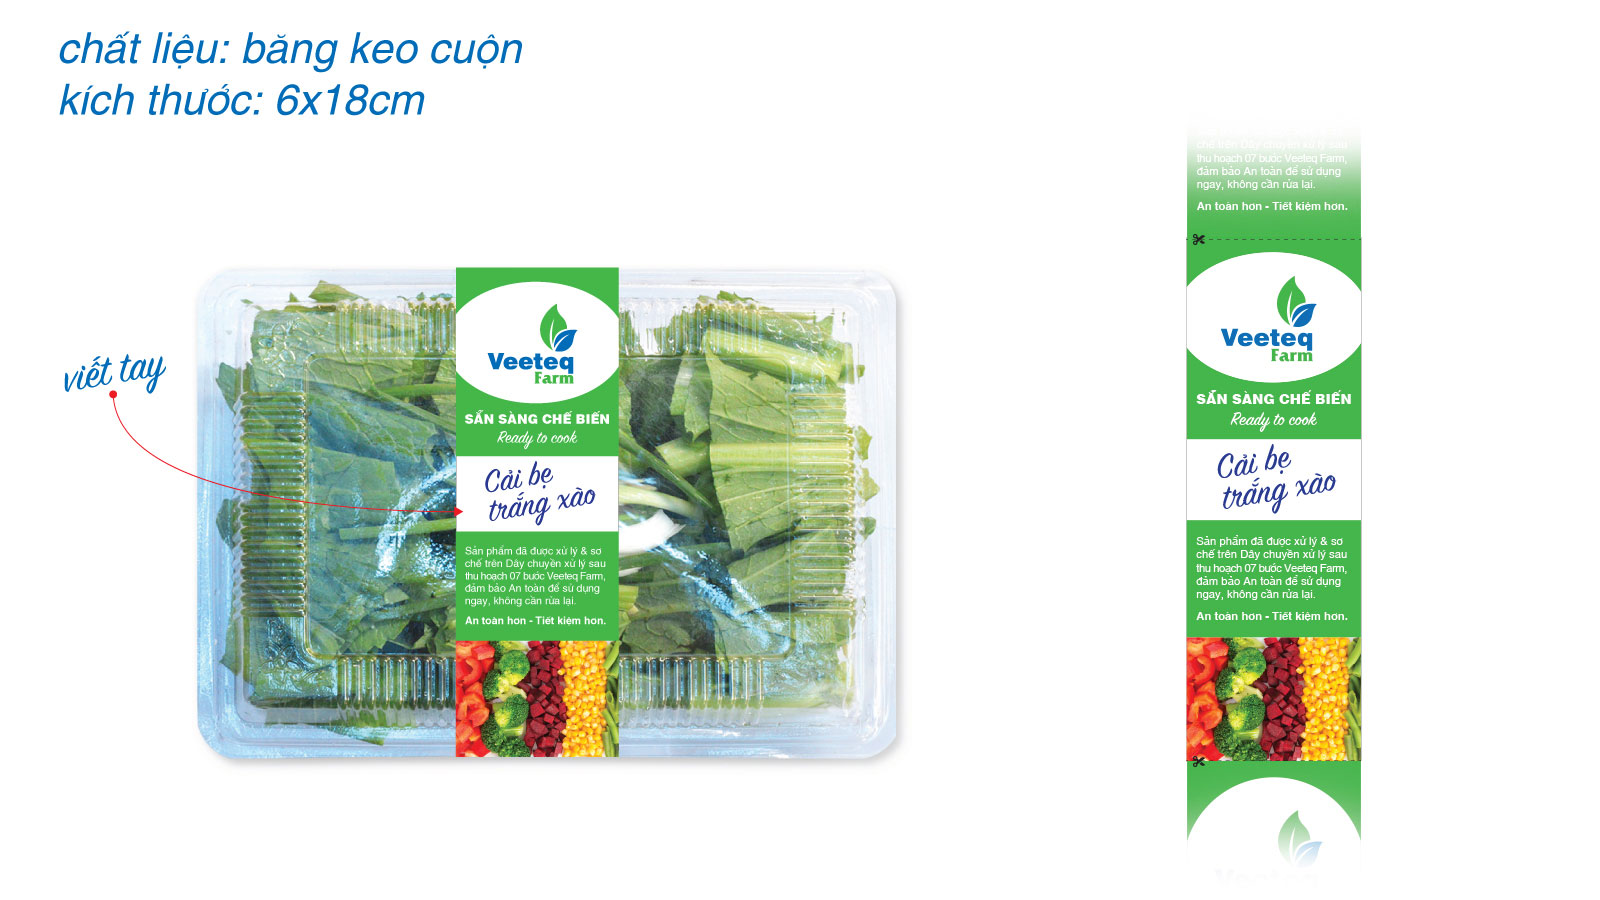 chất liệu: băng keo cuộn
kích thước: 6x18cm
viết tay
Veeteq
Farm
SẴN SÀNG CHẾ BIẾN
Ready to cook
Cải bẹ
trắng xào
Sản phẩm đã được xử lý & sơ
chế trên Dây chuyền xử lý sau
thu hoạch 07 bước Veeteq Farm,
đảm bảo An toàn để sử dụng
ngay, không cần rửa lại.
An toàn hơn - Tiết kiệm hơn.
chế trên Dây chuyền xử lý sau
thu hoạch 07 bước Veeteq Farm,
đảm bảo An toàn để sử dụng
ngay, không cần rửa lại.
An toàn hơn - Tiết kiệm hơn.
Veeteq
Farm
SẴN SÀNG CHẾ BIẾN
Ready to cook
Cải bẹ
trắng xào
Sản phẩm đã được xử lý & sơ
chế trên Dây chuyền xử lý sau
thu hoạch 07 bước Veeteq Farm,
đảm bảo An toàn để sử dụng
ngay, không cần rửa lại.
An toàn hơn - Tiết kiệm hơn.